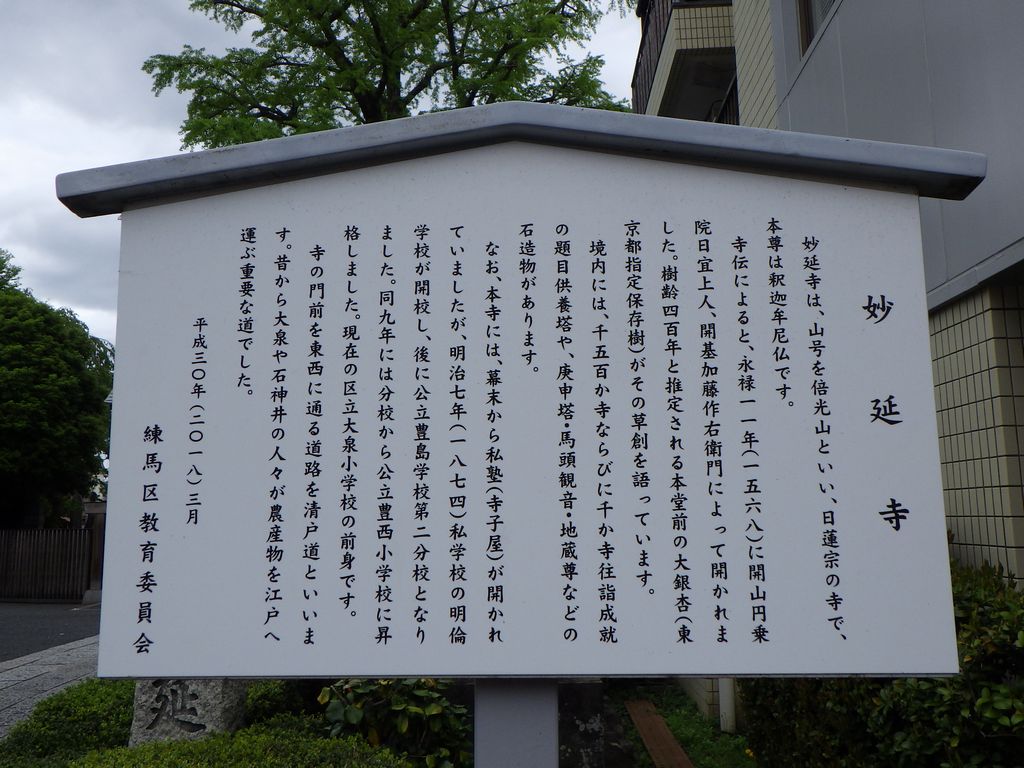 妙延寺
妙延寺は、山号を倍光山といい、日蓮宗の寺で、
本尊は釈迦牟尼仏です。
寺伝によると、永禄一一年(一五六八)に開山円乗
院日宜上人、開基加藤作右衛門によって開かれま
した。樹齢四百年と推定される本堂前の大銀杏(東
京都指定保存樹)がその草創を語っています。
境内には、千五百か寺ならびに千か寺往詣成就
の題目供養塔や、庚申塔・馬頭観音・地蔵尊などの
石造物があります。
なお、本寺には、幕末から私塾(寺子屋)が開かれ
ていましたが、明治七年(一八七四)私学校の明倫
学校が開校し、後に公立豊島学校第二分校となり
ました。同九年には分校から公立豊西小学校に昇
格しました。現在の区立大泉小学校の前身です。
寺の門前を東西に通る道路を清戸道といいま
す。昔から大泉や石神井の人々が農産物を江戸へ
運ぶ重要な道でした。
平成三〇年(二〇一八)三月
練馬区教育委員会
延